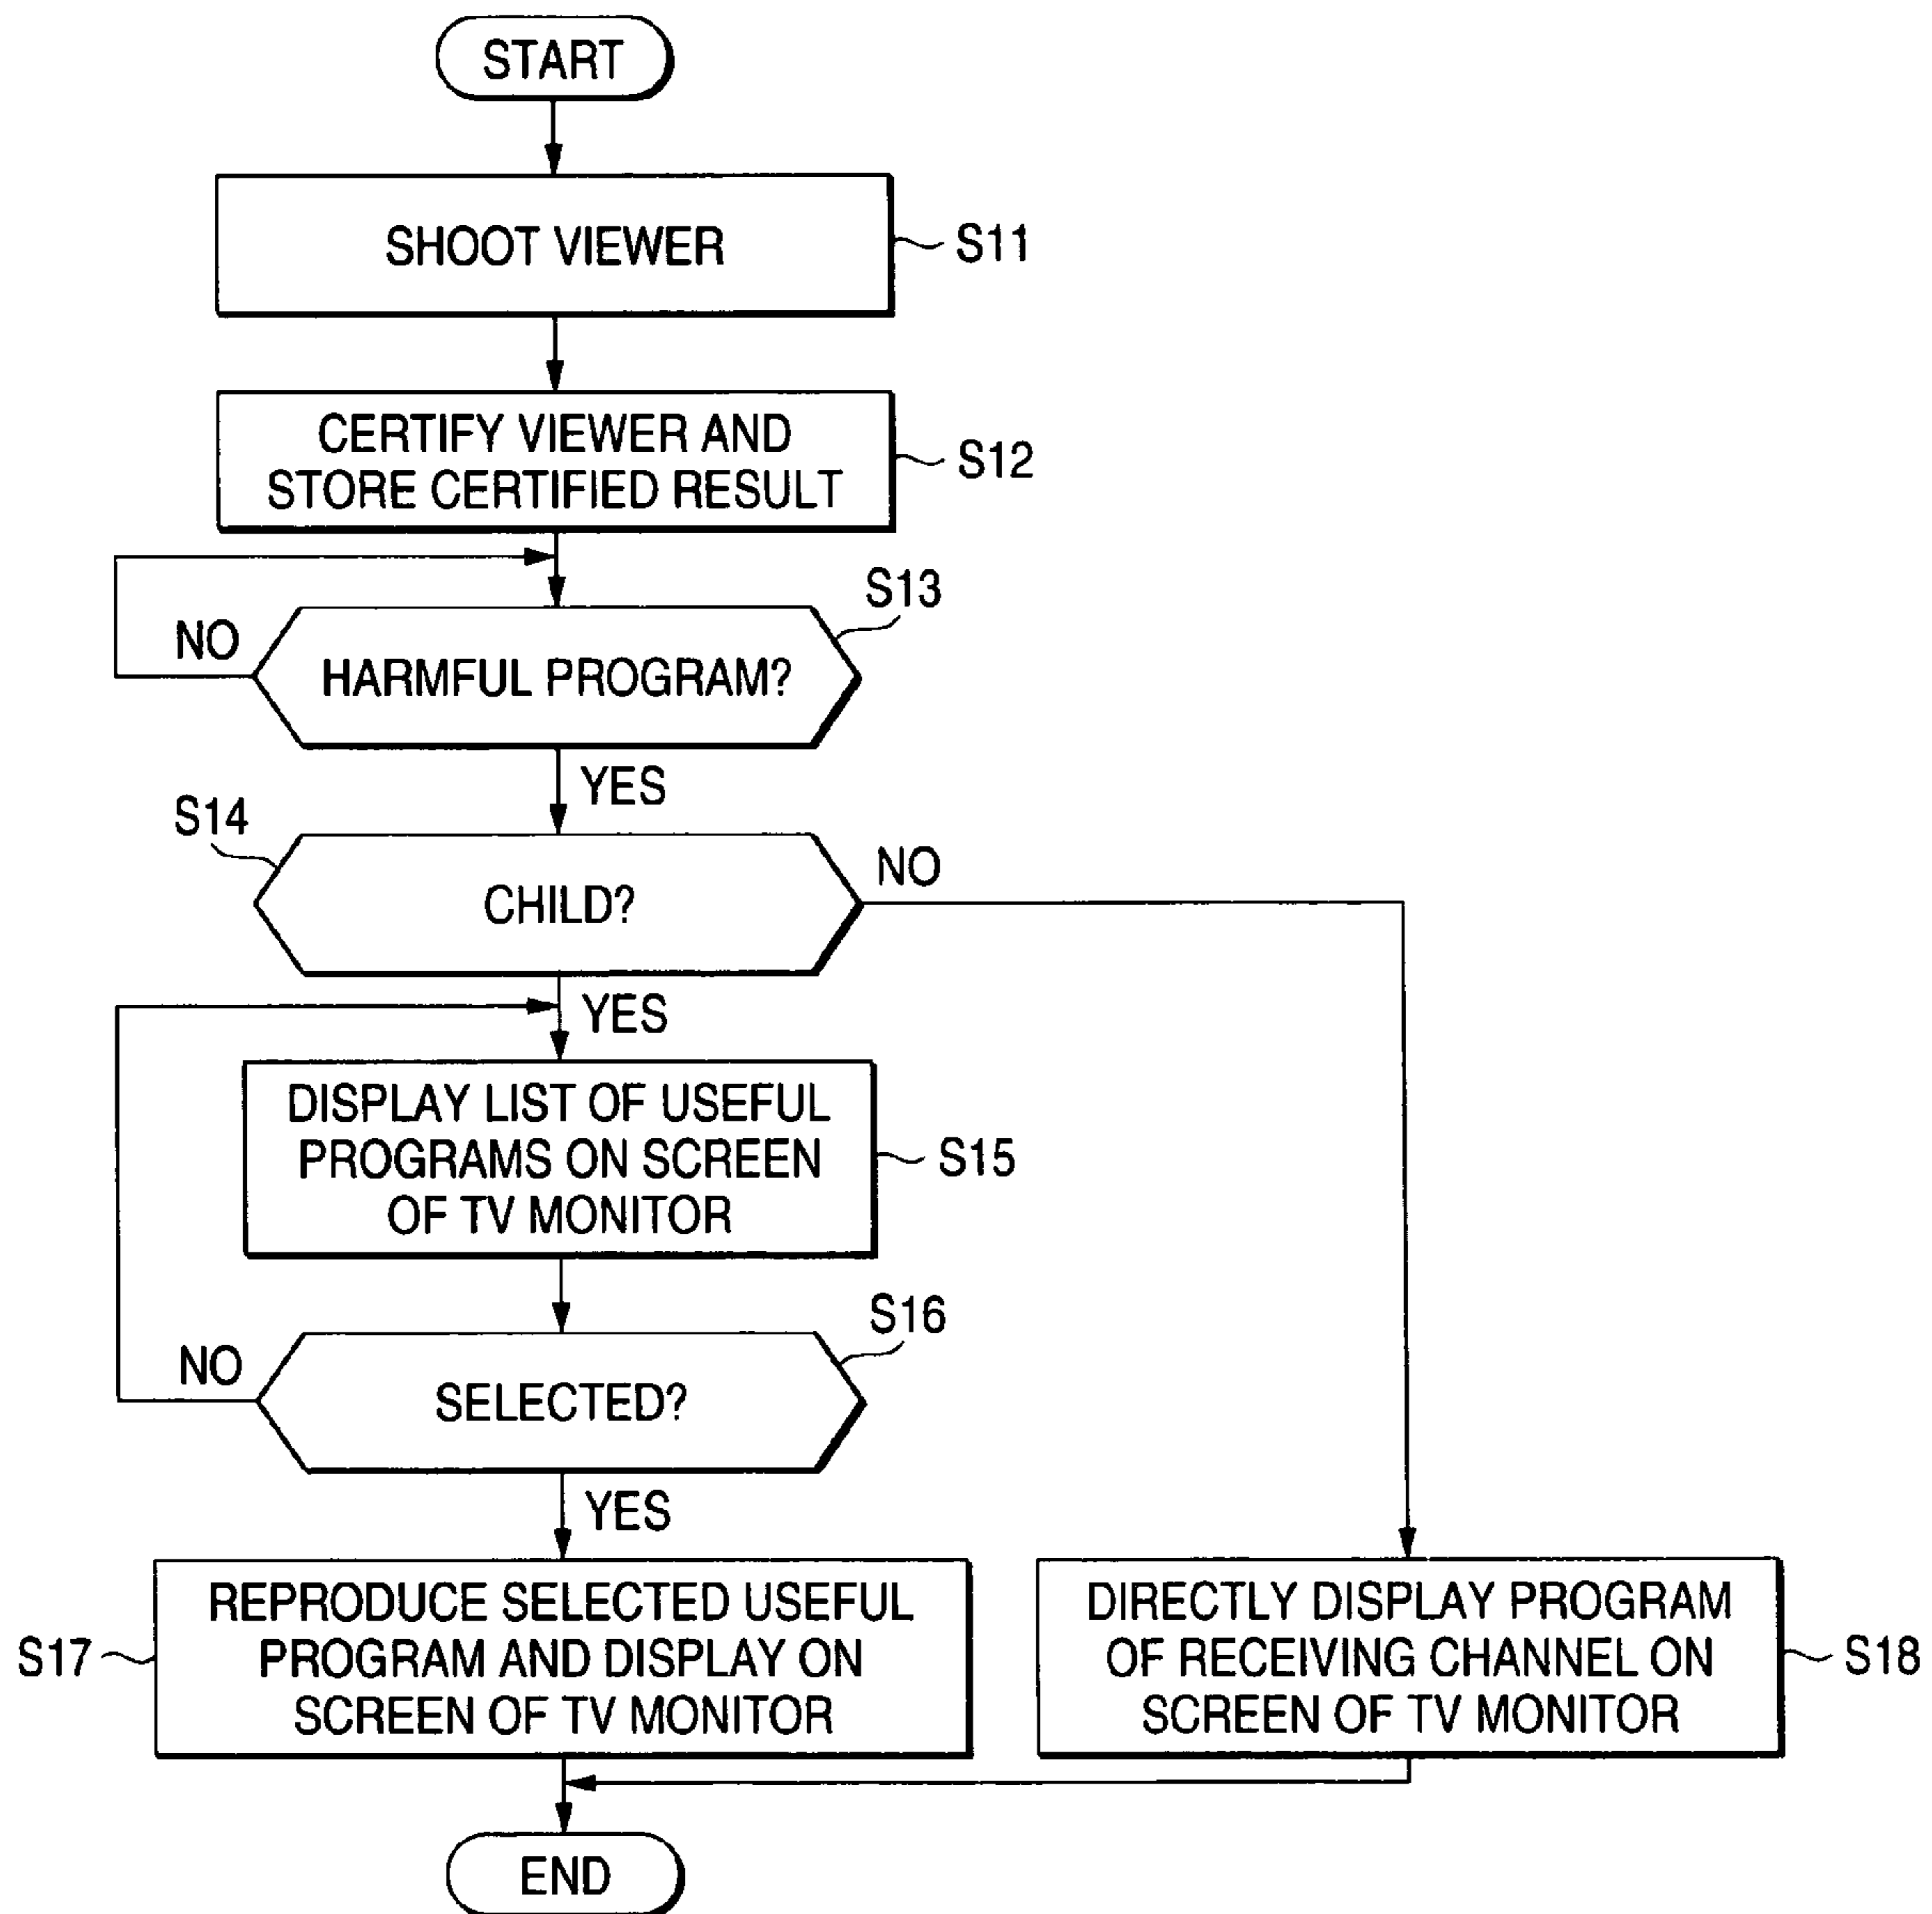 START
SHOOT VIEWER
S11
CERTIFY VIEWER AND
STORE CERTIFIED RESULT
S12
S13
NO
HARMFUL PROGRAM?
YES
S14
NO
CHILD?
YES
DISPLAY LIST OF USEFUL
PROGRAMS ON SCREEN
OF TV MONITOR
S15
S16
NO
SELECTED?
YES
REPRODUCE SELECTED USEFUL
PROGRAM AND DISPLAY ON
SCREEN OF TV MONITOR
S17
DIRECTLY DISPLAY PROGRAM
OF RECEIVING CHANNEL ON
SCREEN OF TV MONITOR
S18
END